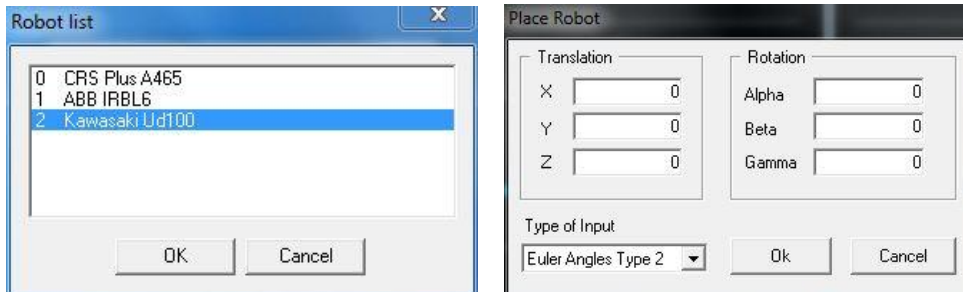 Robot list
X
0 CRS Plus A465
1 ABB IRBL6
2 Kawasaki Ud100
OK Cancel
Place Robot
Translation Rotation
X 0 Alpha 0
Y 0 Beta 0
Z 0 Gamma 0
Type of Input
Euler Angles Type 2 Ok Cancel